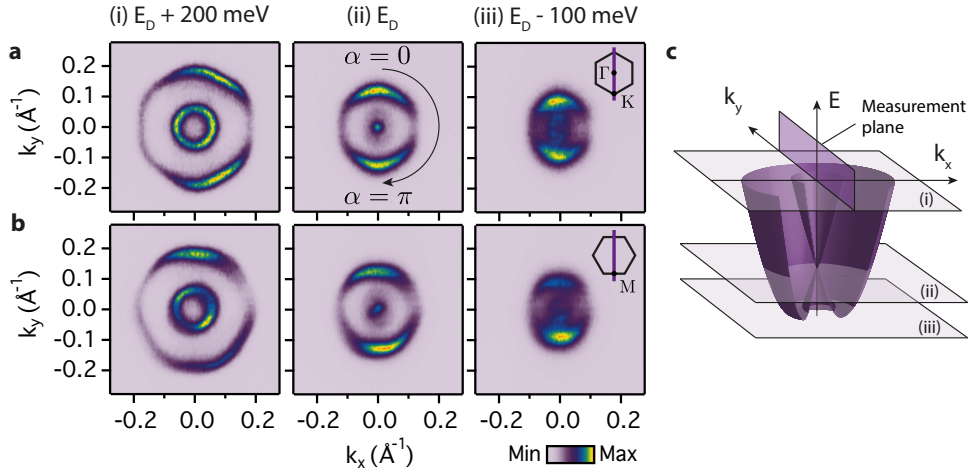 (i) E_D + 200 meV
(ii) E_D
(iii) E_D - 100 meV
a
k_y (Å⁻¹)
0.2
0.1
0.0
-0.1
-0.2
α = 0
α = π
Γ
K
b
k_y (Å⁻¹)
0.2
0.1
0.0
-0.1
-0.2
M
-0.2 0.0 0.2
-0.2 0.0 0.2
-0.2 0.0 0.2
k_x (Å⁻¹)
Min Max
c
E
k_y
Measurement
plane
k_x
(i)
(ii)
(iii)